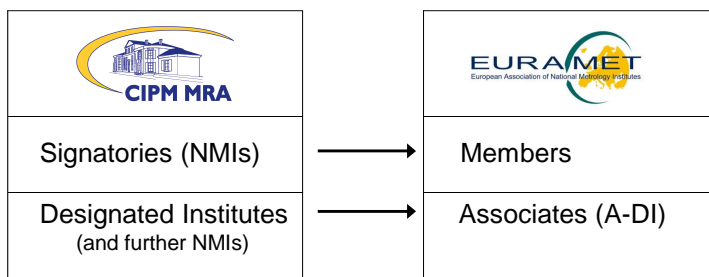 CIPM MRA
EURAMET
European Association of National Metrology Institutes
Signatories (NMIs)
Members
Designated Institutes
(and further NMIs)
Associates (A-DI)